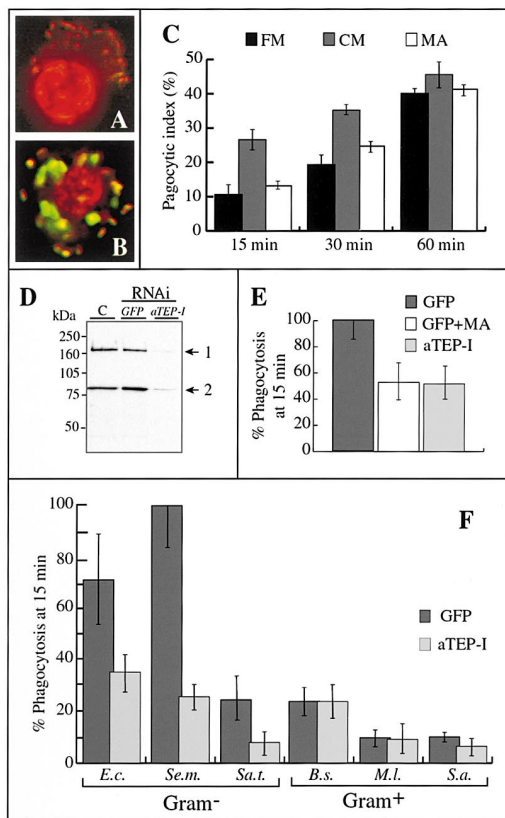 A
B
C
FM CM MA
Pagocytic index (%)
50
40
30
20
10
0
15 min 30 min 60 min
D
RNAi
kDa C GFP aTEP-I
250
160
105
75
50
1
2
E
GFP
GFP+MA
aTEP-I
% Phagocytosis at 15 min
100
80
60
40
20
0
F
GFP
aTEP-I
% Phagocytosis at 15 min
100
80
60
40
20
0
E.c. Se.m. Sa.t. B.s. M.l. S.a.
Gram- Gram+